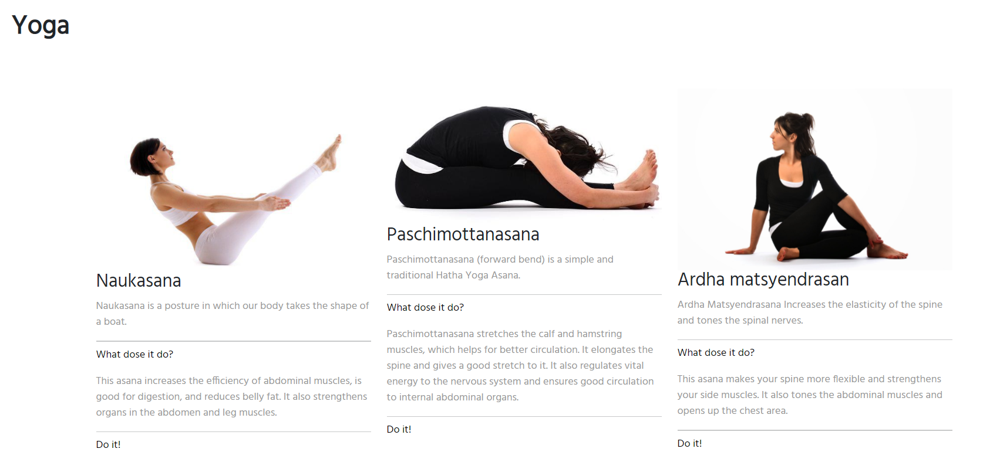 Yoga
Naukasana
Naukasana is a posture in which our body takes the shape of
a boat.
What dose it do?
This asana increases the efficiency of abdominal muscles, is
good for digestion, and reduces belly fat. It also strengthens
organs in the abdomen and leg muscles.
Do it!
Paschimottanasana
Paschimottanasana (forward bend) is a simple and
traditional Hatha Yoga Asana.
What dose it do?
Paschimottanasana stretches the calf and hamstring
muscles, which helps for better circulation. It elongates the
spine and gives a good stretch to it. It also regulates vital
energy to the nervous system and ensures good circulation
to internal abdominal organs.
Do it!
Ardha matsyendrasan
Ardha Matsyendrasana Increases the elasticity of the spine
and tones the spinal nerves.
What dose it do?
This asana makes your spine more flexible and strengthens
your side muscles. It also tones the abdominal muscles and
opens up the chest area.
Do it!